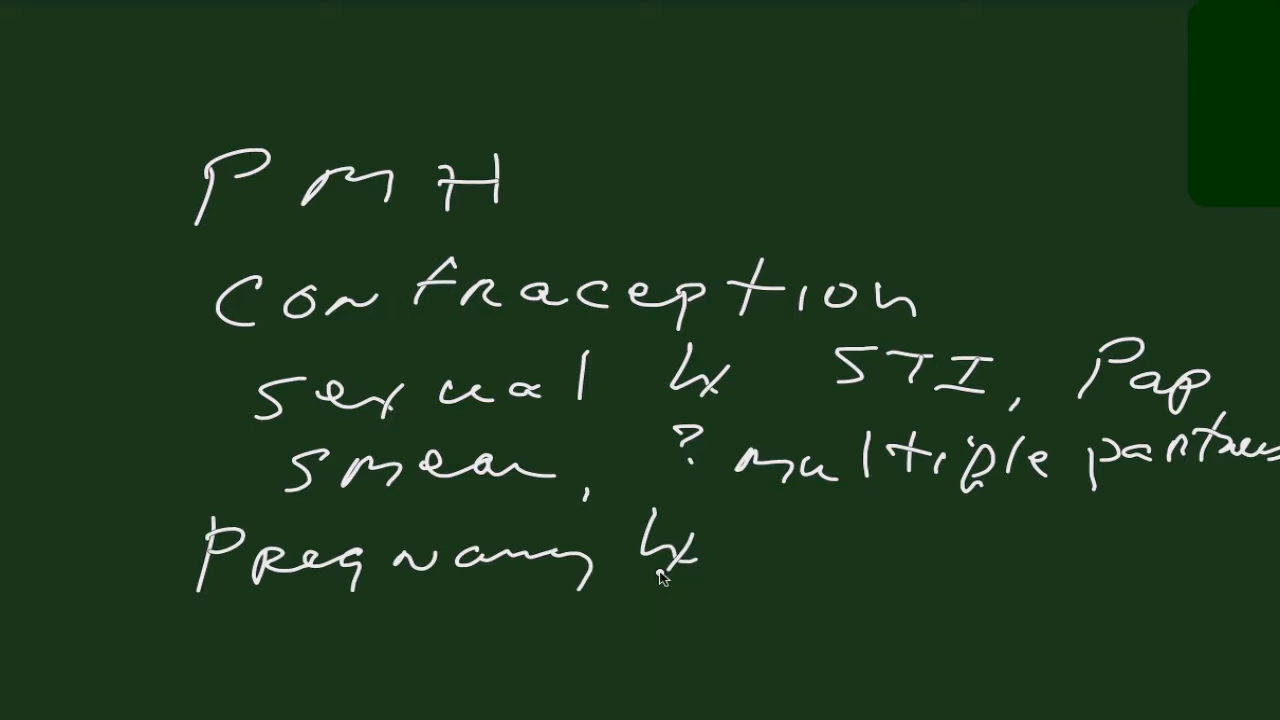 PMH
Contraception
sexual hx STI, Pap
smear, ? multiple partners
Pregnancy hx